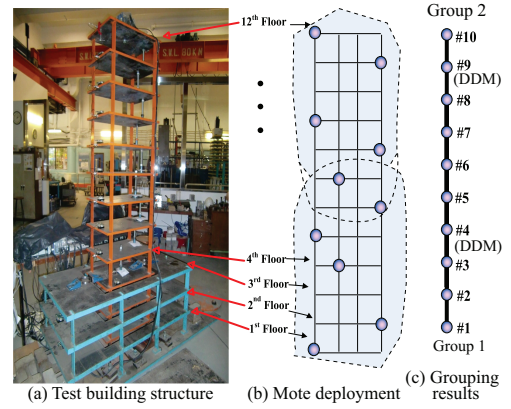 Group 2
12th Floor
#10
#9
(DDM)
#8
#7
#6
#5
#4
(DDM)
#3
#2
#1
Group 1
4th Floor
3rd Floor
2nd Floor
1st Floor
(a) Test building structure
(b) Mote deployment
(c) Grouping
results